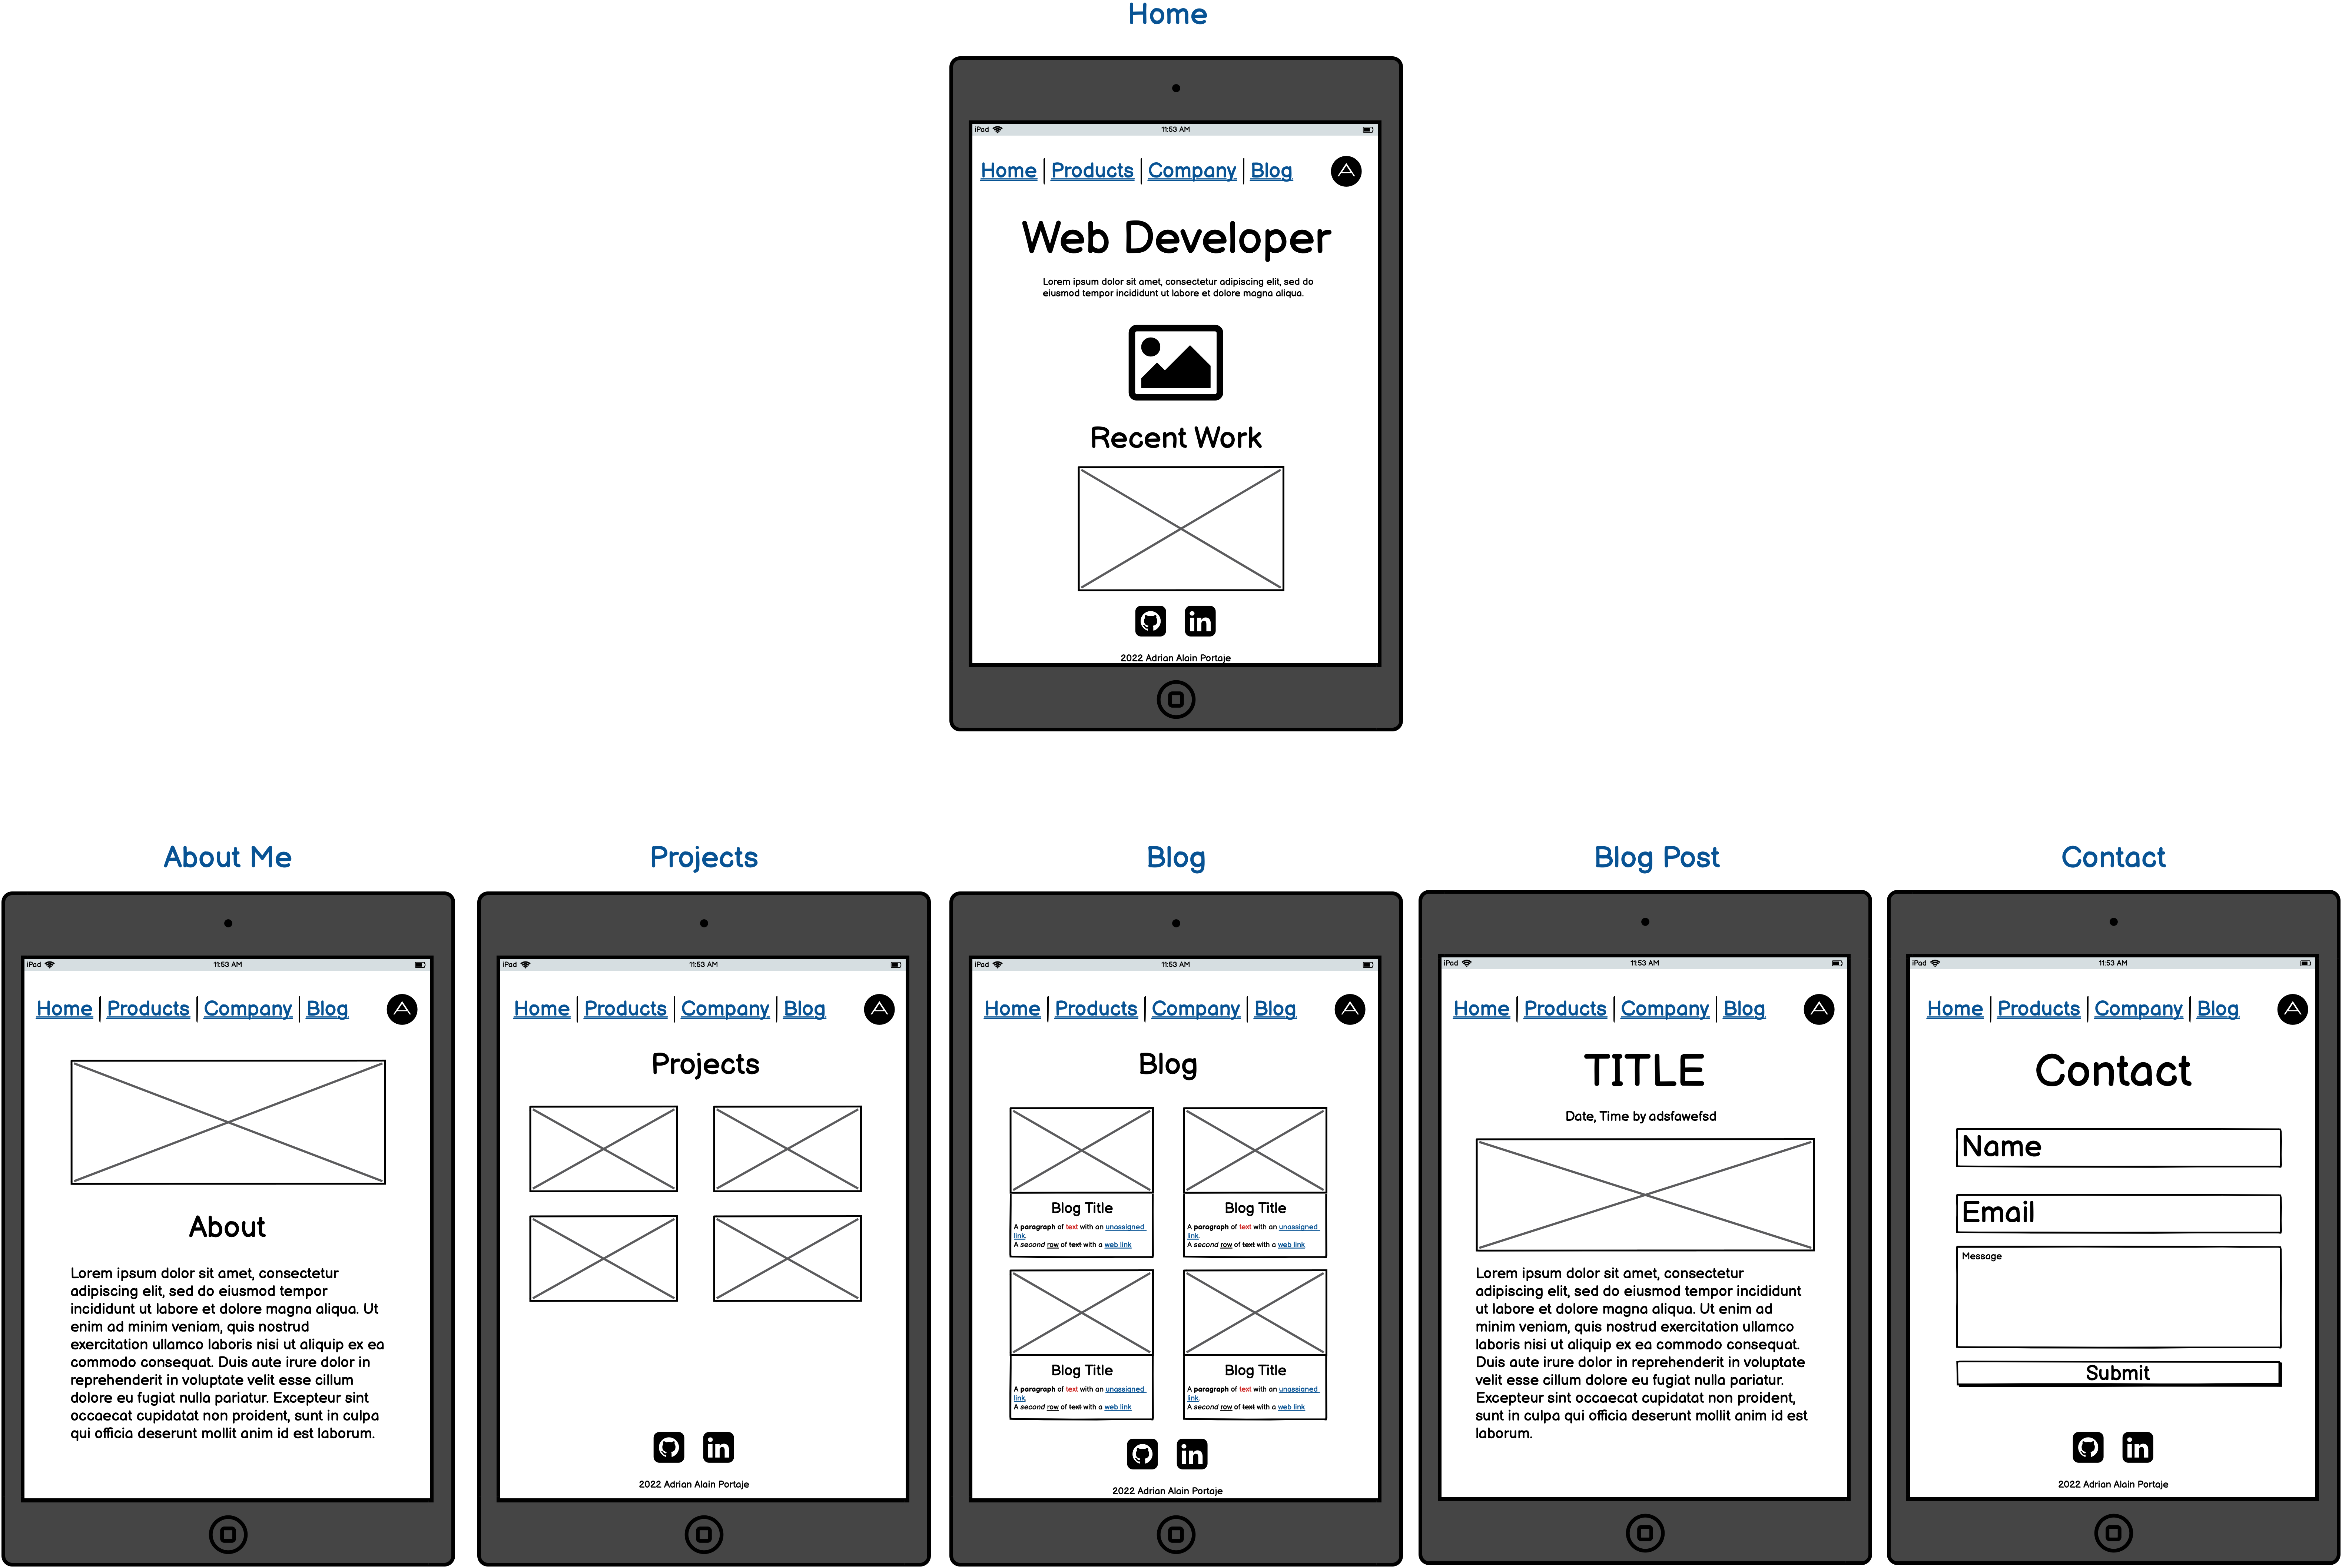 Home
iPad 11:53 AM
Home Products Company Blog A
Web Developer
Lorem ipsum dolor sit amet, consectetur adipiscing elit, sed do
eiusmod tempor incididunt ut labore et dolore magna aliqua.
Recent Work
in
2022 Adrian Alain Portaje
About Me
iPad 11:53 AM
Home Products Company Blog A
About
Lorem ipsum dolor sit amet, consectetur
adipiscing elit, sed do eiusmod tempor
incididunt ut labore et dolore magna aliqua. Ut
enim ad minim veniam, quis nostrud
exercitation ullamco laboris nisi ut aliquip ex ea
commodo consequat. Duis aute irure dolor in
reprehenderit in voluptate velit esse cillum
dolore eu fugiat nulla pariatur. Excepteur sint
occaecat cupidatat non proident, sunt in culpa
qui officia deserunt mollit anim id est laborum.
Projects
iPad 11:53 AM
Home Products Company Blog A
Projects
in
2022 Adrian Alain Portaje
Blog
iPad 11:53 AM
Home Products Company Blog A
Blog
Blog Title
A paragraph of text with an unassigned
link.
A second row of text with a web link
Blog Title
A paragraph of text with an unassigned
link.
A second row of text with a web link
Blog Title
A paragraph of text with an unassigned
link.
A second row of text with a web link
Blog Title
A paragraph of text with an unassigned
link.
A second row of text with a web link
in
2022 Adrian Alain Portaje
Blog Post
iPad 11:53 AM
Home Products Company Blog A
TITLE
Date, Time by adsfawefsd
Lorem ipsum dolor sit amet, consectetur
adipiscing elit, sed do eiusmod tempor incididunt
ut labore et dolore magna aliqua. Ut enim ad
minim veniam, quis nostrud exercitation ullamco
laboris nisi ut aliquip ex ea commodo consequat.
Duis aute irure dolor in reprehenderit in voluptate
velit esse cillum dolore eu fugiat nulla pariatur.
Excepteur sint occaecat cupidatat non proident,
sunt in culpa qui officia deserunt mollit anim id est
laborum.
Contact
iPad 11:53 AM
Home Products Company Blog A
Contact
Name
Email
Message
Submit
in
2022 Adrian Alain Portaje